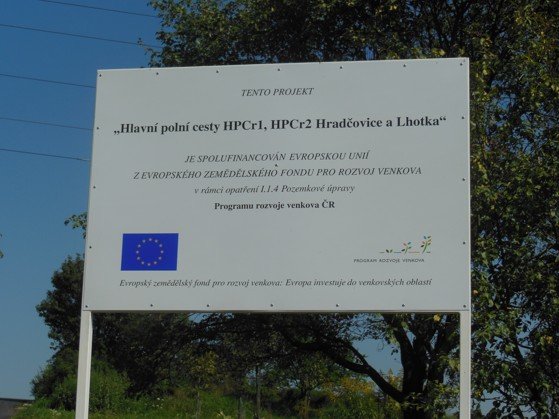 TENTO PROJEKT
„Hlavní polní cesty HPCr1, HPCr2 Hradčovice a Lhotka“
JE SPOLUFINANCOVÁN EVROPSKOU UNIÍ
Z EVROPSKÉHO ZEMĚDĚLSKÉHO FONDU PRO ROZVOJ VENKOVA
v rámci opatření I.1.4 Pozemkové úpravy
Programu rozvoje venkova ČR
PROGRAM ROZVOJE VENKOVA
Evropský zemědělský fond pro rozvoj venkova: Evropa investuje do venkovských oblastí